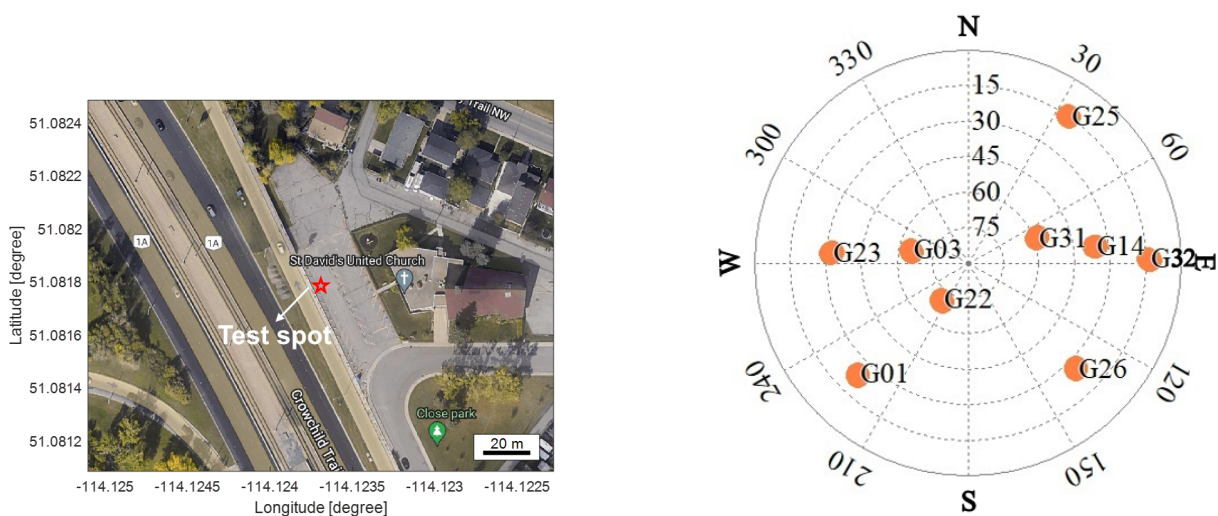 51.0824
51.0822
51.082
51.0818
51.0816
51.0814
51.0812
Latitude [degree]
Trail NW
1A
1A
St David's United Church
Test spot
Close park
Crowchild Trai
20 m
-114.125
-114.1245
-114.124
-114.1235
-114.123
-114.1225
Longitude [degree]
N
330
30
15
30
45
60
75
300
60
G25
G31
G14
G32
E
W
G23
G03
G22
G01
G26
240
120
210
150
S